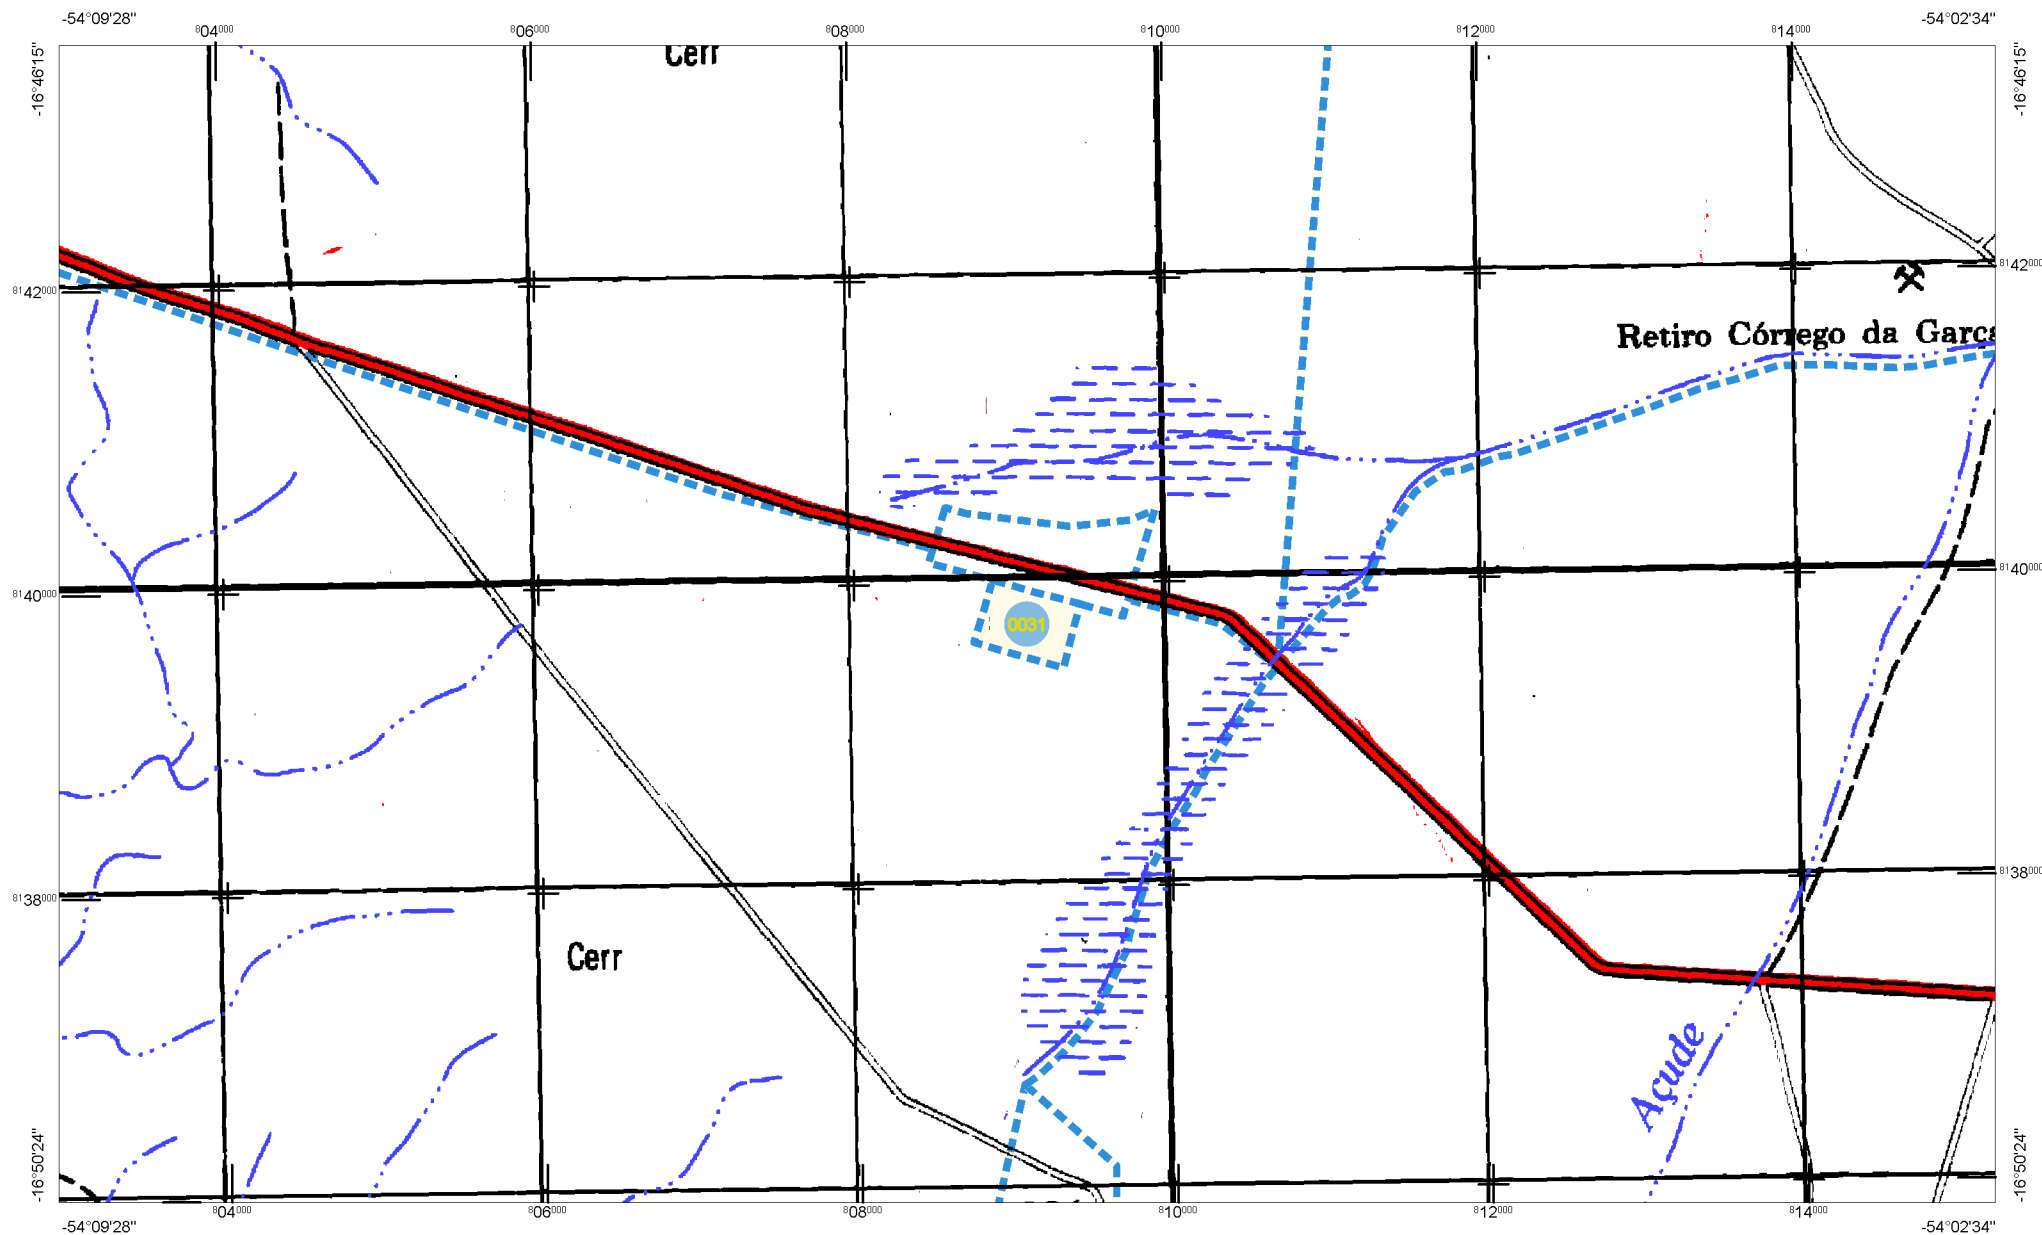 -54°09'28" -54°02'34"
804000 806000 808000 810000 812000 814000
-16°46'15" -16°46'15"
Cerr
8142000 8142000
Retiro Córrego da Garça
8140000 8140000
0031
8138000 8138000
Cerr
Açude
-16°50'24" -16°50'24"
804000 806000 808000 810000 812000 814000
-54°09'28" -54°02'34"